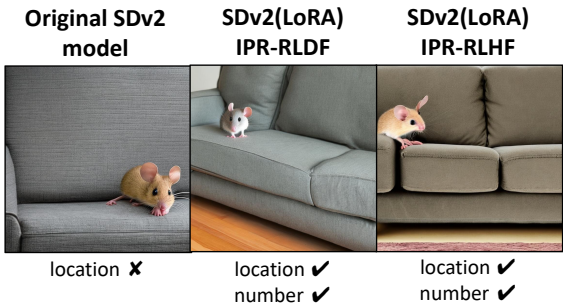 Original SDv2
model
SDv2(LoRA)
IPR-RLDF
SDv2(LoRA)
IPR-RLHF
location ✘
location ✔
number ✔
location ✔
number ✔